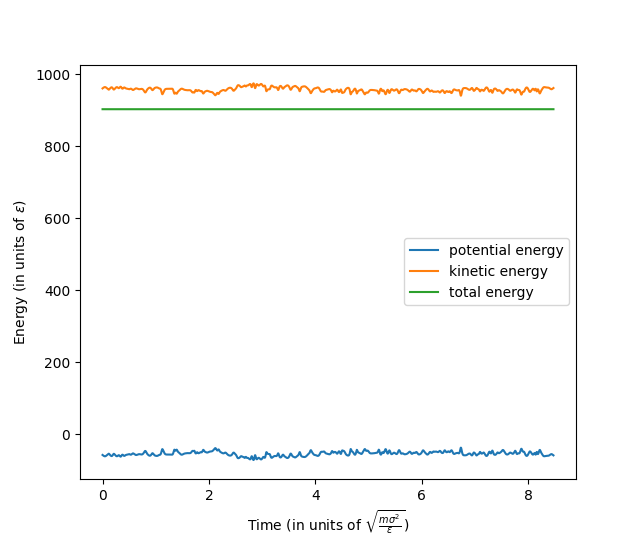 1000
800
600
400
200
0
Energy (in units of ε)
potential energy
kinetic energy
total energy
0 2 4 6 8
Time (in units of √(mσ²/ε))